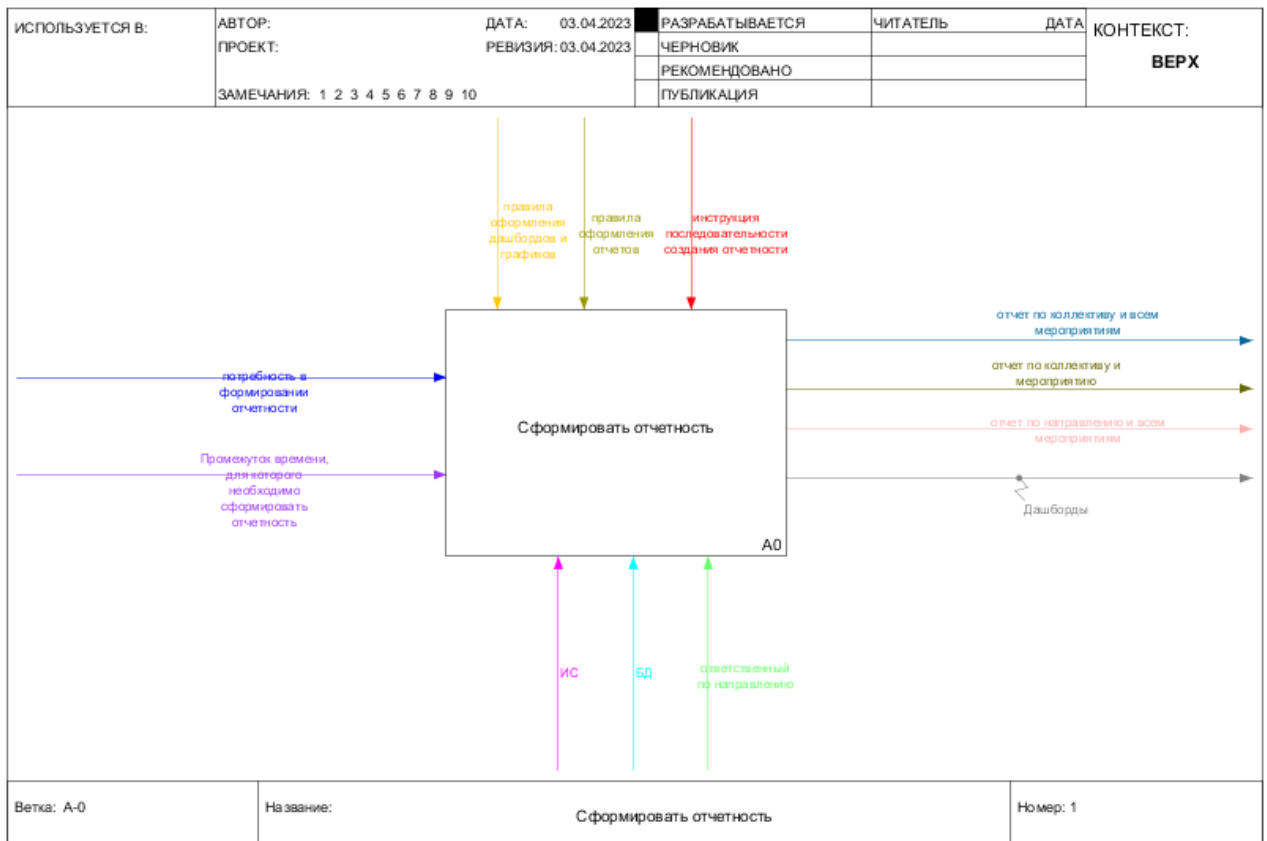 ИСПОЛЬЗУЕТСЯ В:
АВТОР:
ДАТА: 03.04.2023
ПРОЕКТ:
РЕВИЗИЯ: 03.04.2023
ЗАМЕЧАНИЯ: 1 2 3 4 5 6 7 8 9 10
РАЗРАБАТЫВАЕТСЯ
ЧЕРНОВИК
РЕКОМЕНДОВАНО
ПУБЛИКАЦИЯ
ЧИТАТЕЛЬ
ДАТА
КОНТЕКСТ:
ВЕРХ
правила
оформления
дашбордов и
графиков
правила
оформления
отчетов
инструкция
последовательности
создания отчетности
потребность в
формировании
отчетности
Промежуток времени,
для которого
необходимо
сформировать
отчетность
Сформировать отчетность
A0
отчет по коллективу и всем
мероприятиям
отчет по коллективу и
мероприятию
отчет по направлению и всем
мероприятиям
Дашборды
ИС
БД
ответственный
по направлению
Ветка: A-0
Название:
Сформировать отчетность
Номер: 1